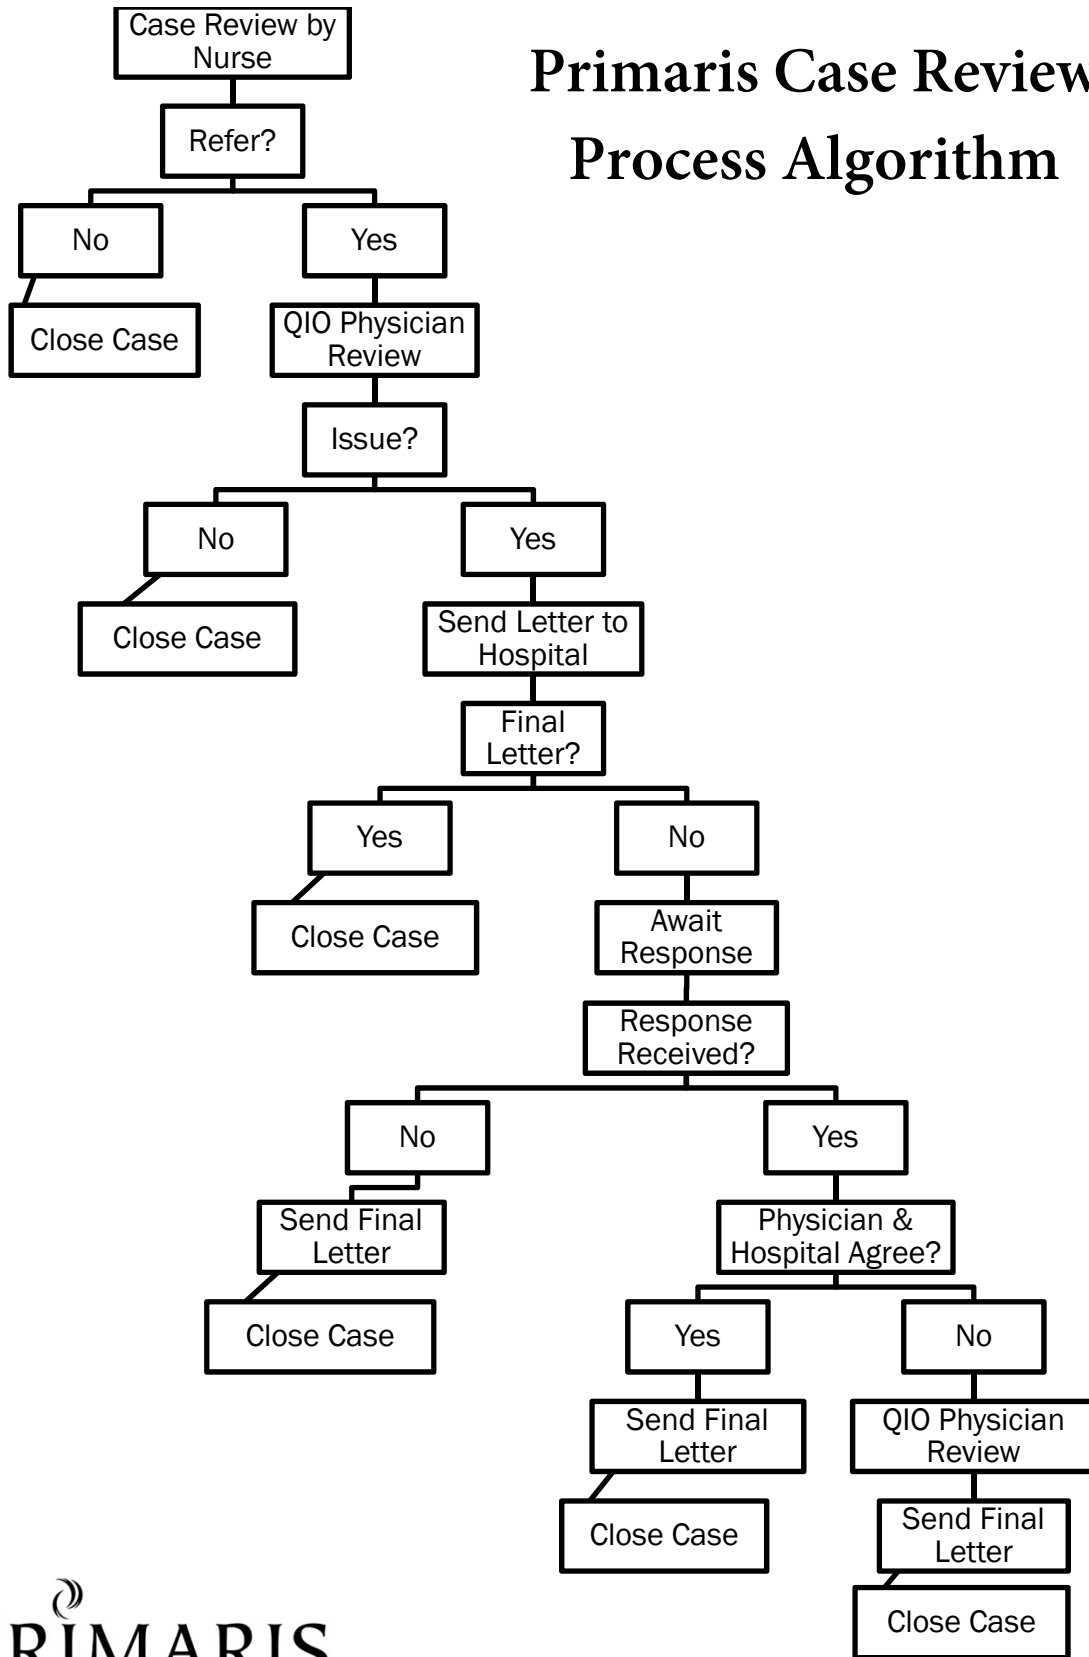 Case Review by
Nurse
Primaris Case Review
Process Algorithm
Refer?
No
Yes
Close Case
QIO Physician
Review
Issue?
No
Yes
Close Case
Send Letter to
Hospital
Final
Letter?
Yes
No
Close Case
Await
Response
Response
Received?
No
Yes
Send Final
Letter
Physician &
Hospital Agree?
Close Case
Yes
No
Send Final
Letter
QIO Physician
Review
Close Case
Send Final
Letter
Close Case
RIMARIS